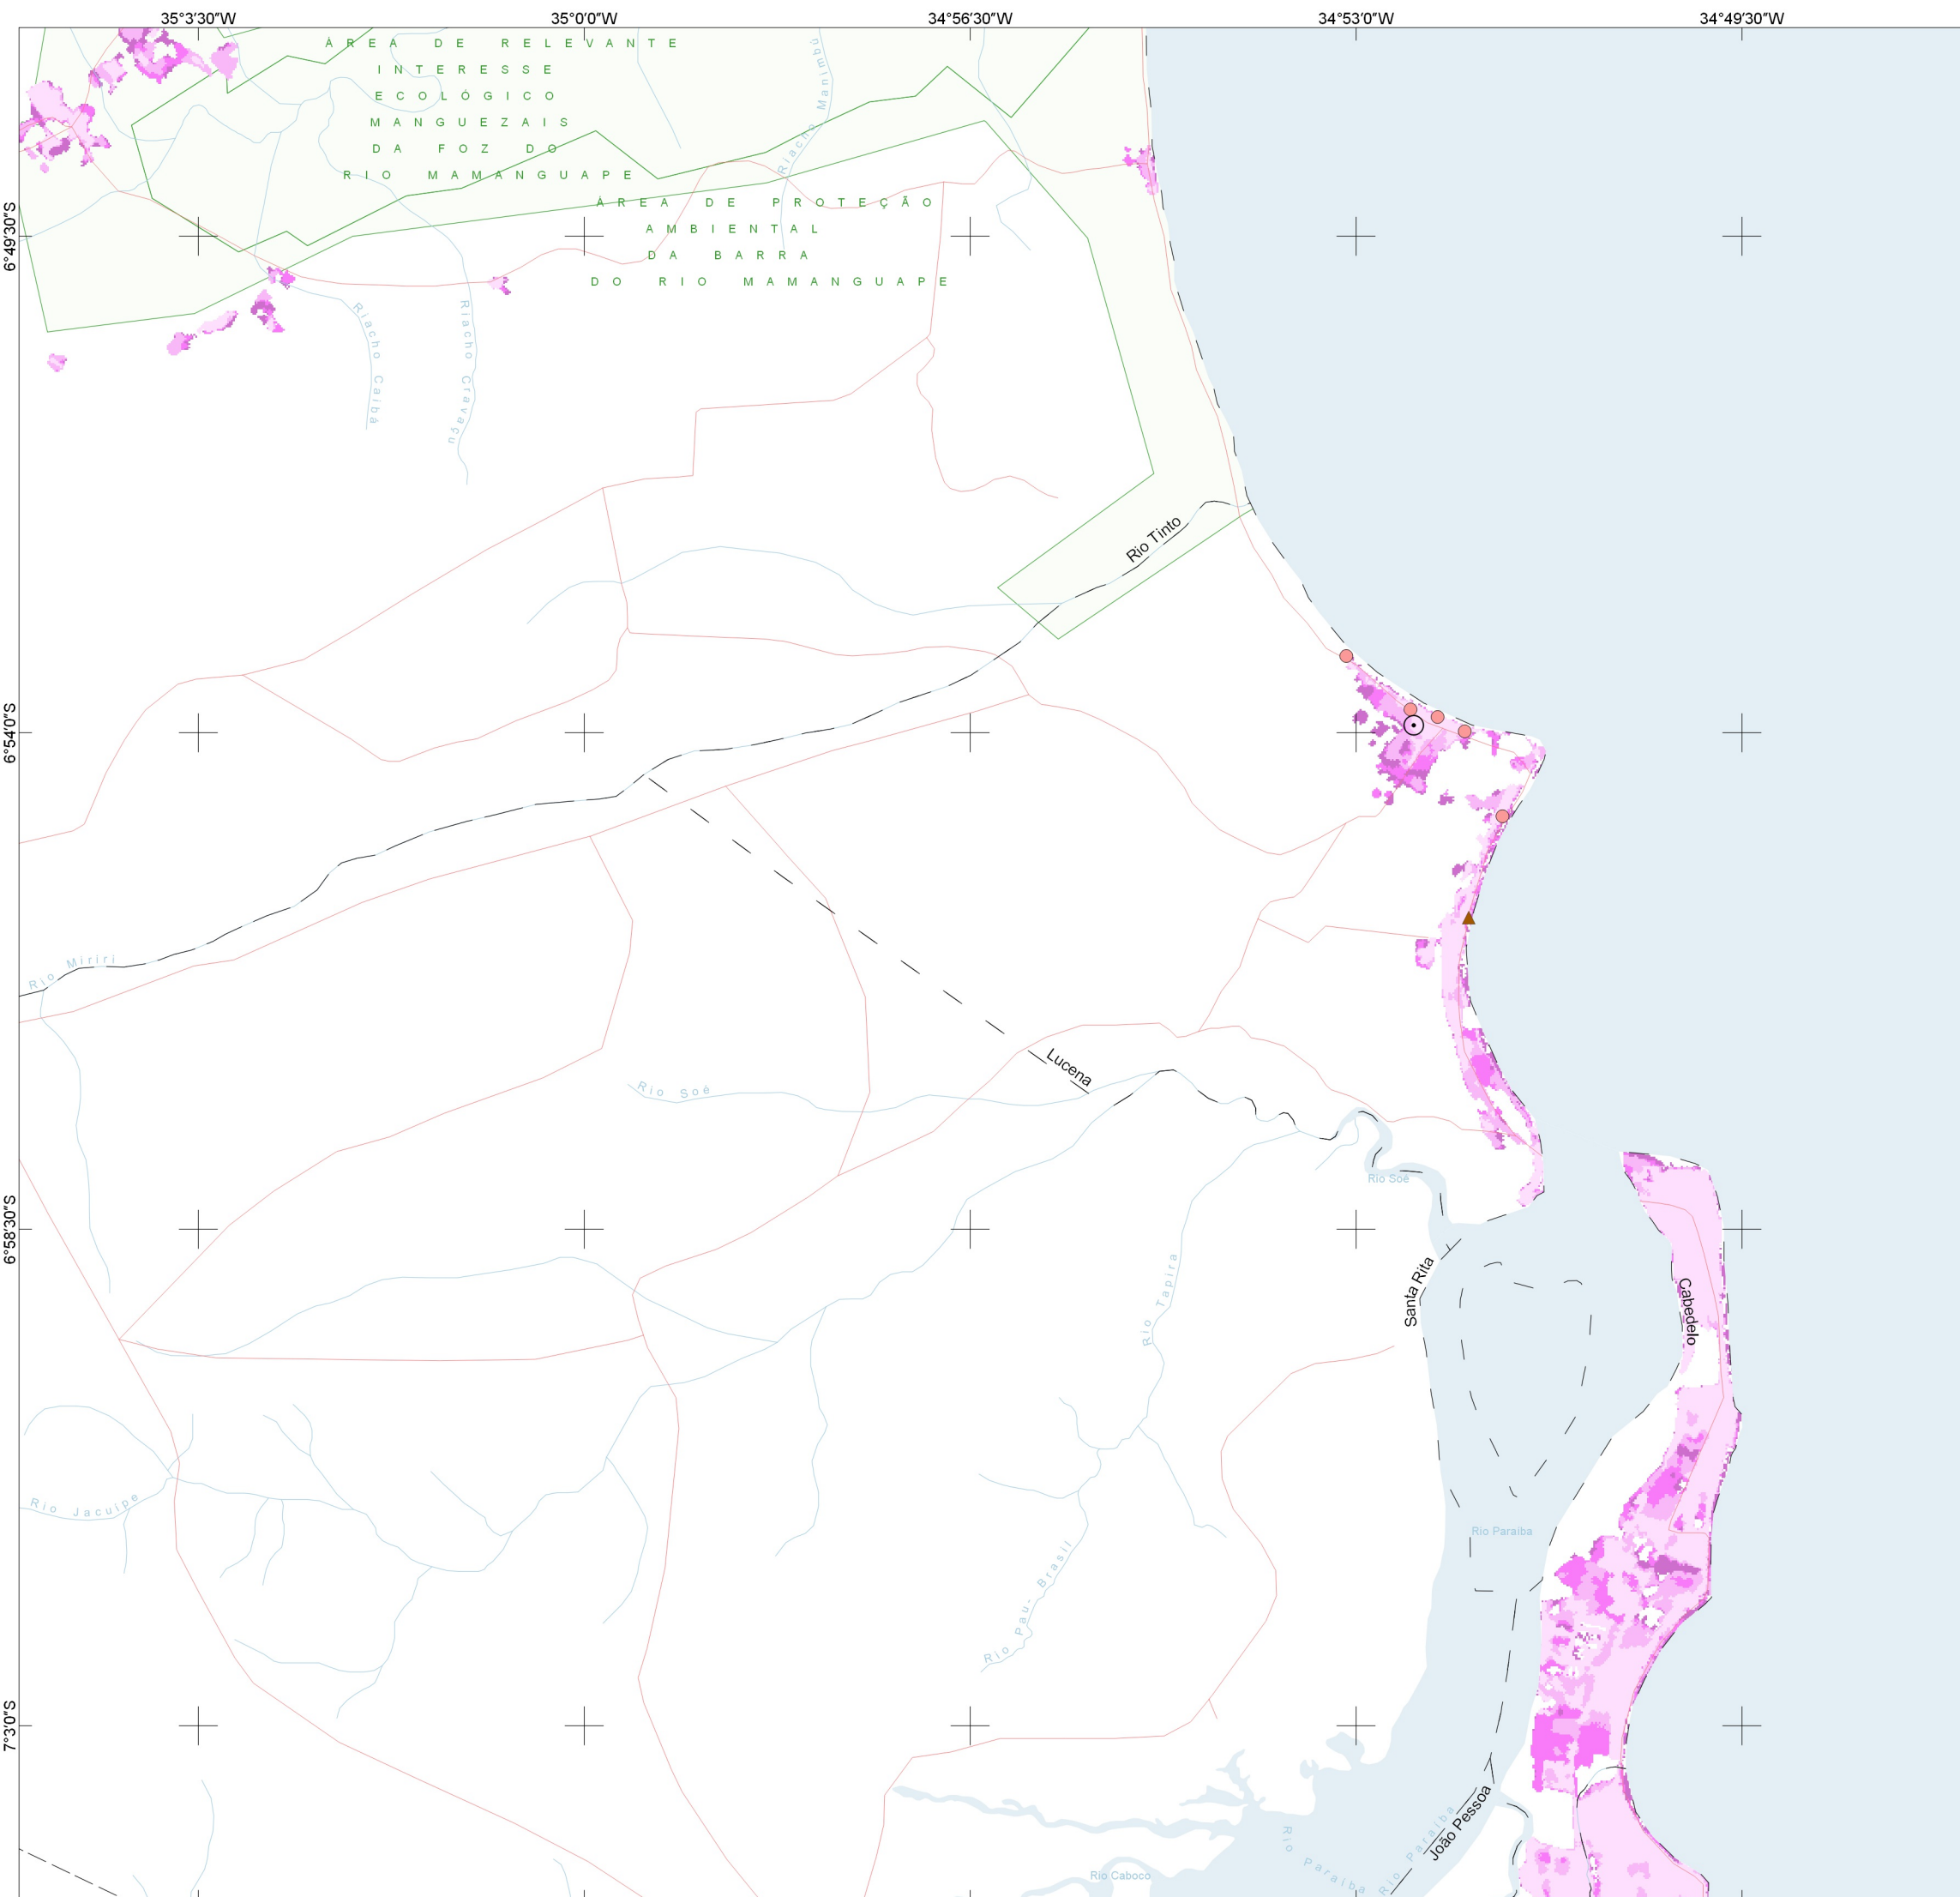 35°3'30"W
35°0'0"W
34°56'30"W
34°53'0"W
34°49'30"W
ÁREA DE RELEVANTE
INTERESSE
ECOLÓGICO
MANGUEZAIS
DA FOZ DO
RIO MAMANGUAPE
Riacho Manimbu
ÁREA DE PROTEÇÃO
AMBIENTAL
DA BARRA
DO RIO MAMANGUAPE
6°49'30"S
Riacho Caibá
Riacho Cravaçu
Rio Tinto
6°54'0"S
Rio Miriri
Lucena
Rio Soé
Rio Soé
6°58'30"S
Santa Rita
Rio Tapira
Cabedelo
Rio Jacuipe
Rio Paraíba
Rio Pau- Brasil
7°3'0"S
João Pessoa
Rio Paraíba
Rio Paraíba
Rio Caboco